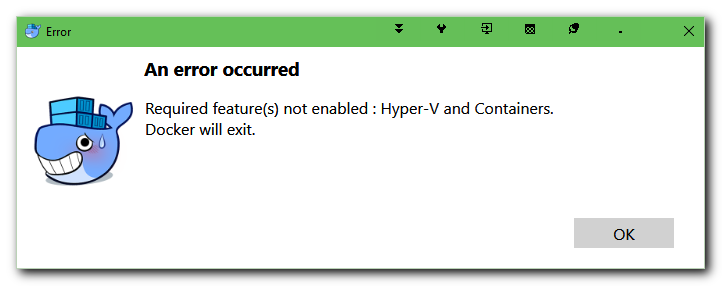 Error
An error occurred
Required feature(s) not enabled : Hyper-V and Containers.
Docker will exit.
OK